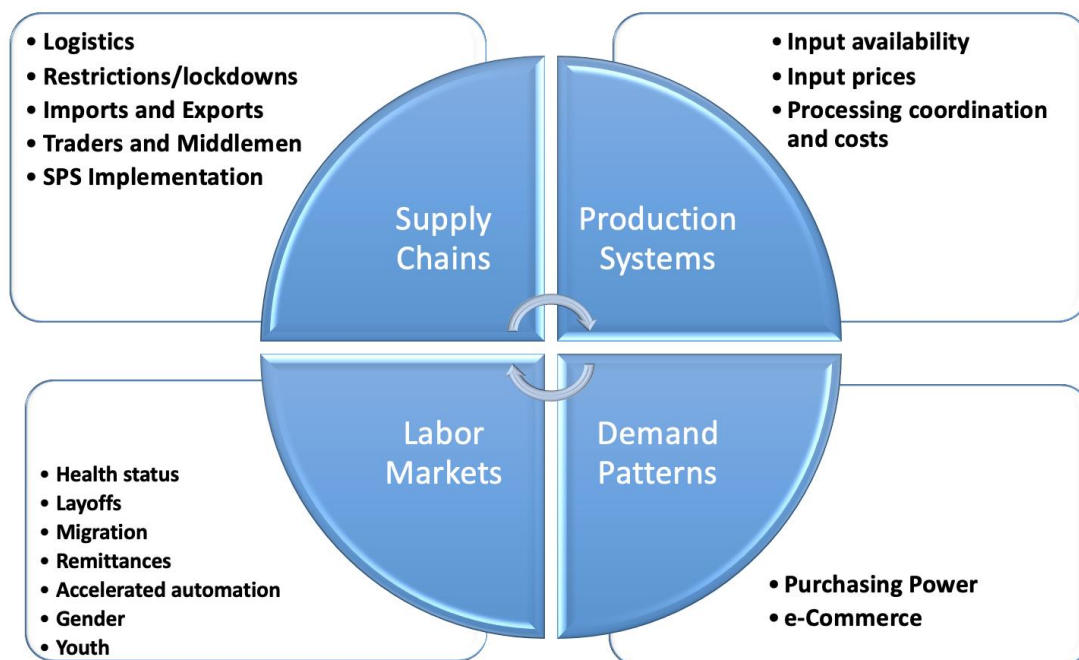 • Logistics
• Restrictions/lockdowns
• Imports and Exports
• Traders and Middlemen
• SPS Implementation
• Input availability
• Input prices
• Processing coordination
and costs
Supply
Chains
Production
Systems
Labor
Markets
Demand
Patterns
• Health status
• Layoffs
• Migration
• Remittances
• Accelerated automation
• Gender
• Youth
• Purchasing Power
• e-Commerce